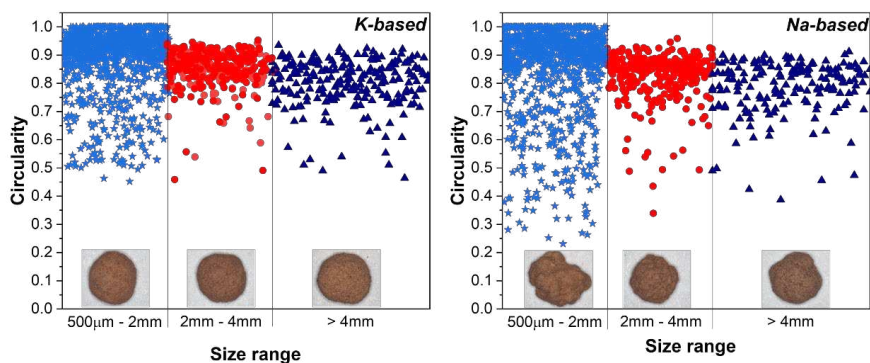 K-based
Circularity
1.0
0.9
0.8
0.7
0.6
0.5
0.4
0.3
0.2
0.1
0.0
500μm - 2mm
2mm - 4mm
> 4mm
Size range
Na-based
Circularity
1.0
0.9
0.8
0.7
0.6
0.5
0.4
0.3
0.2
0.1
0.0
500μm - 2mm
2mm - 4mm
> 4mm
Size range